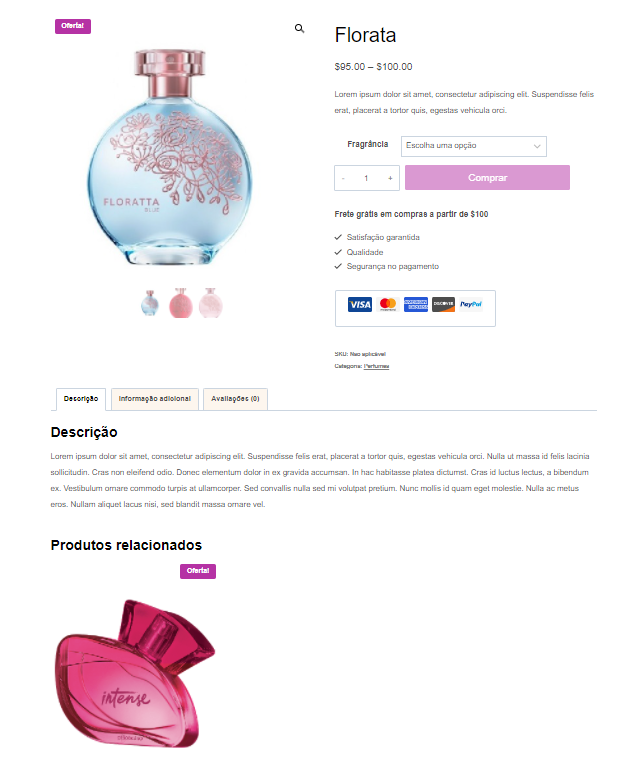 Oferta!
FLORATTA
BLUE
Florata
$95.00 – $100.00
Lorem ipsum dolor sit amet, consectetur adipiscing elit. Suspendisse felis
erat, placerat a tortor quis, egestas vehicula orci.
Fragrância
Escolha uma opção
- 1 +
Comprar
Frete grátis em compras a partir de $100
Satisfação garantida
Qualidade
Segurança no pagamento
VISA mastercard AMERICAN EXPRESS DISCOVER PayPal
SKU: Não aplicável
Categoria: Perfumes
Descrição
Informação adicional
Avaliações (0)
Descrição
Lorem ipsum dolor sit amet, consectetur adipiscing elit. Suspendisse felis erat, placerat a tortor quis, egestas vehicula orci. Nulla ut massa id felis lacinia
sollicitudin. Cras non eleifend odio. Donec elementum dolor in ex gravida accumsan. In hac habitasse platea dictumst. Cras id luctus lectus, a bibendum
ex. Vestibulum ornare commodo turpis at ullamcorper. Sed convallis nulla sed mi volutpat pretium. Nunc mollis id quam eget molestie. Nulla ac metus
eros. Nullam aliquet lacus nisi, sed blandit massa ornare vel.
Produtos relacionados
Oferta!
intense